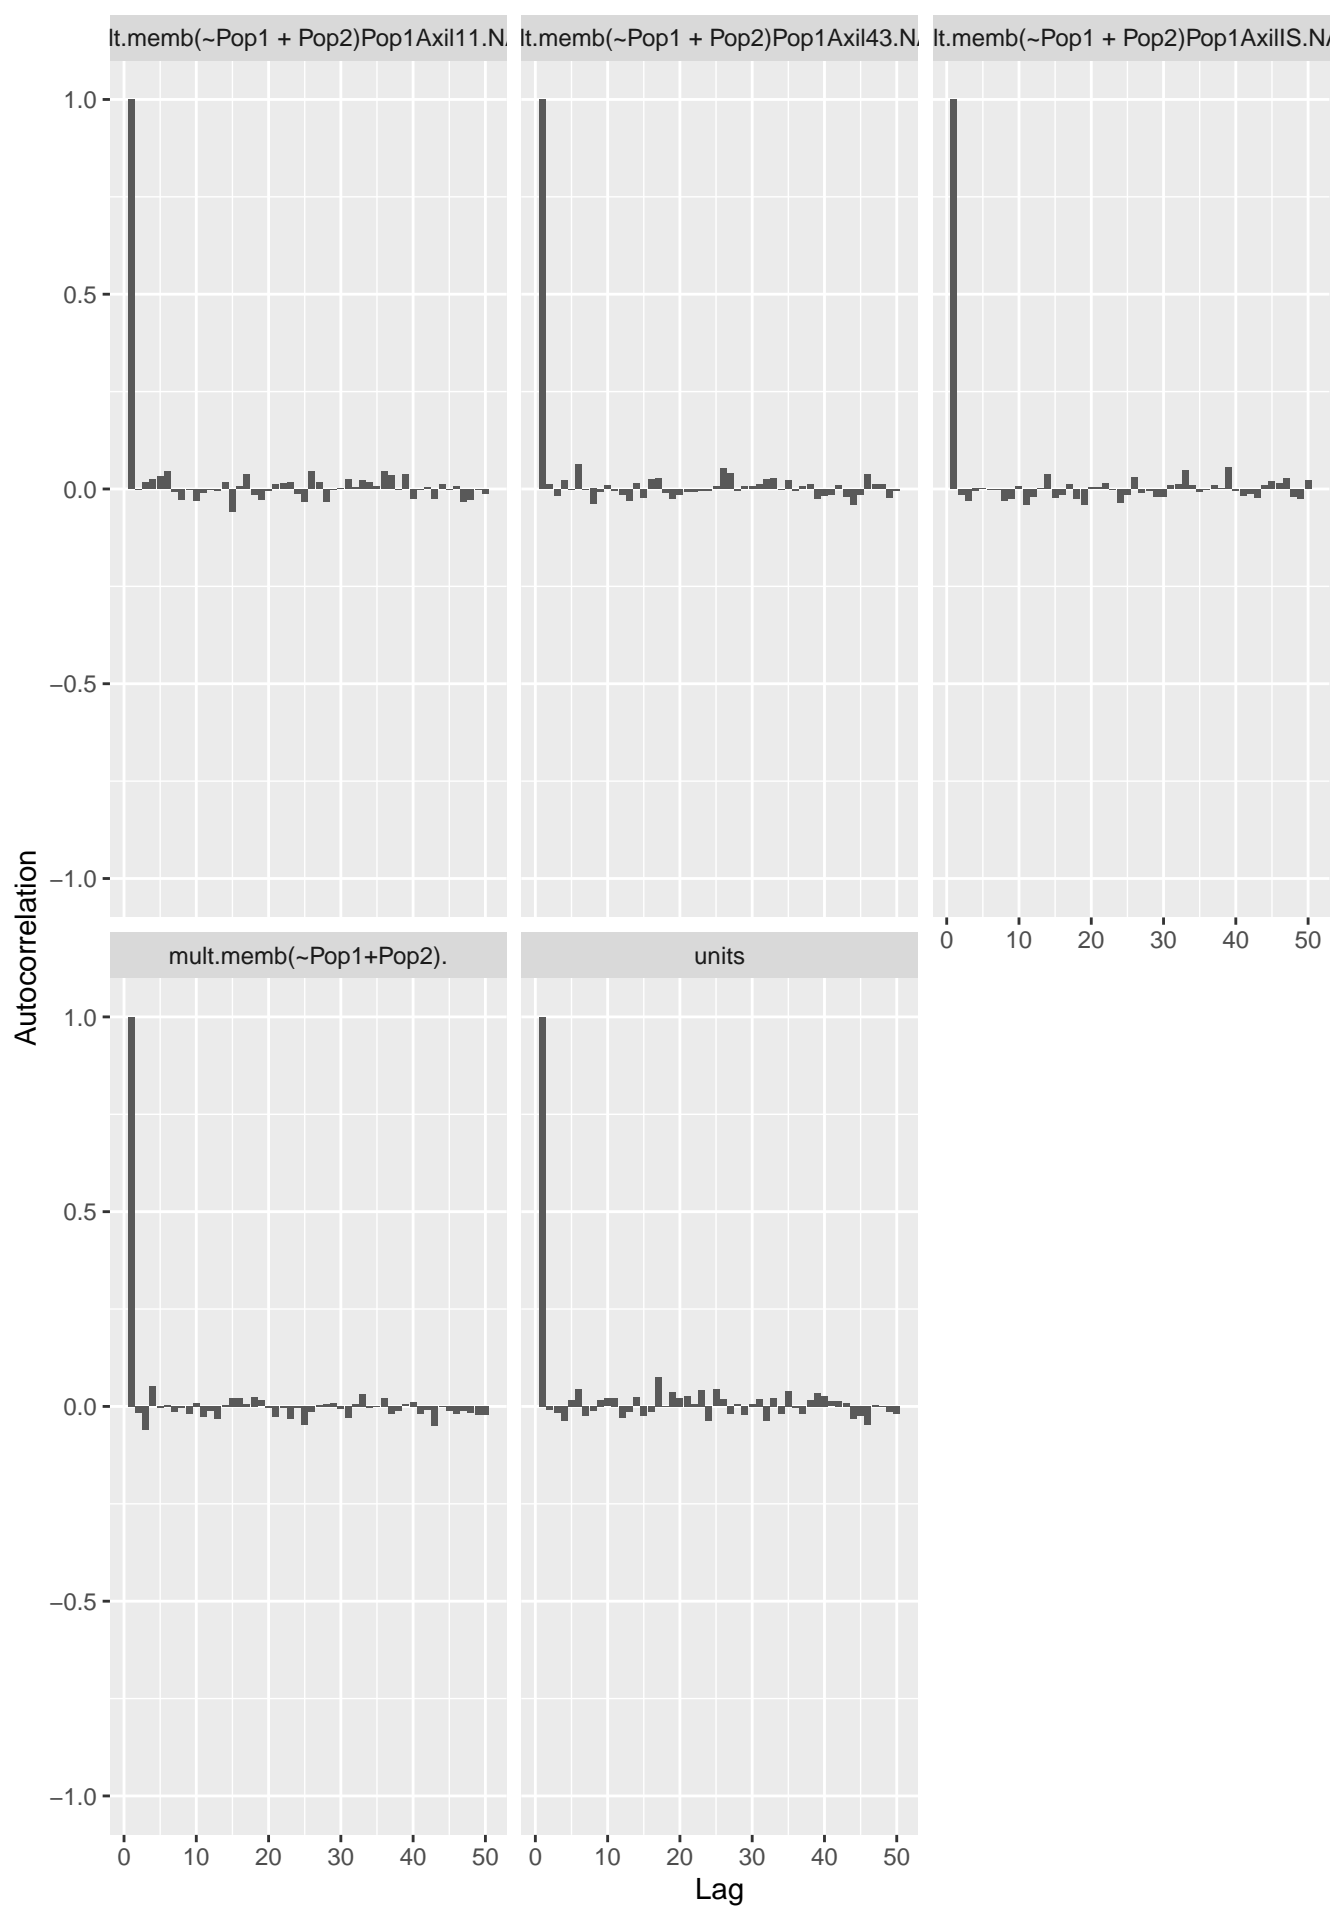 lt.memb(~Pop1 + Pop2)Pop1Axil11.NA
lt.memb(~Pop1 + Pop2)Pop1Axil43.NA
lt.memb(~Pop1 + Pop2)Pop1AxilIS.NA
1.0
0.5
0.0
−0.5
−1.0
0 10 20 30 40 50
Autocorrelation
mult.memb(~Pop1+Pop2).
units
1.0
0.5
0.0
−0.5
−1.0
0 10 20 30 40 50
0 10 20 30 40 50
Lag